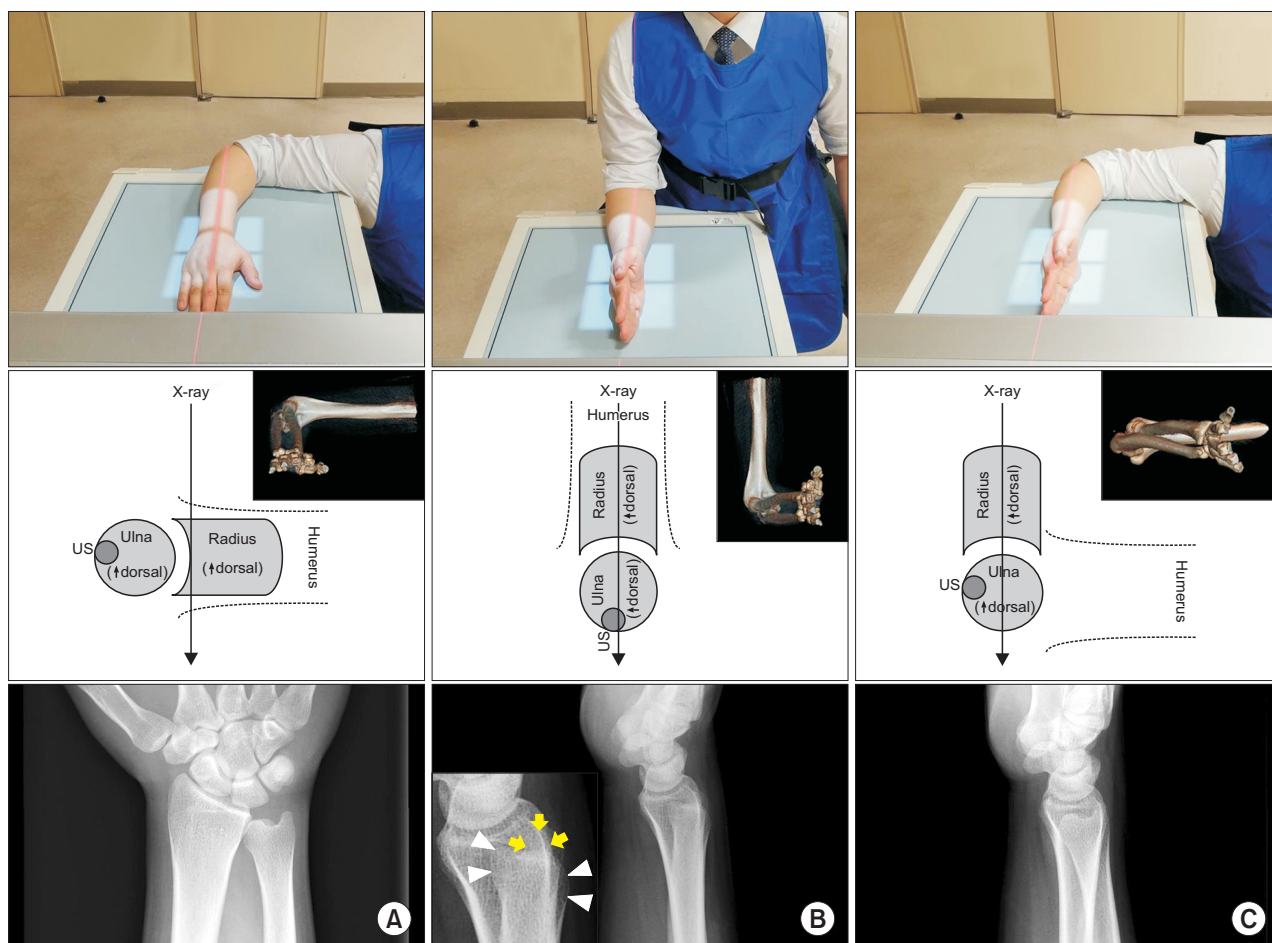 X-ray
Ulna
US
(↑dorsal)
Radius
(↑dorsal)
Humerus
X-ray
Humerus
Radius
(↑dorsal)
Ulna
(↑dorsal)
US
X-ray
Radius
(↑dorsal)
Ulna
US
(↑dorsal)
Humerus
A
B
C